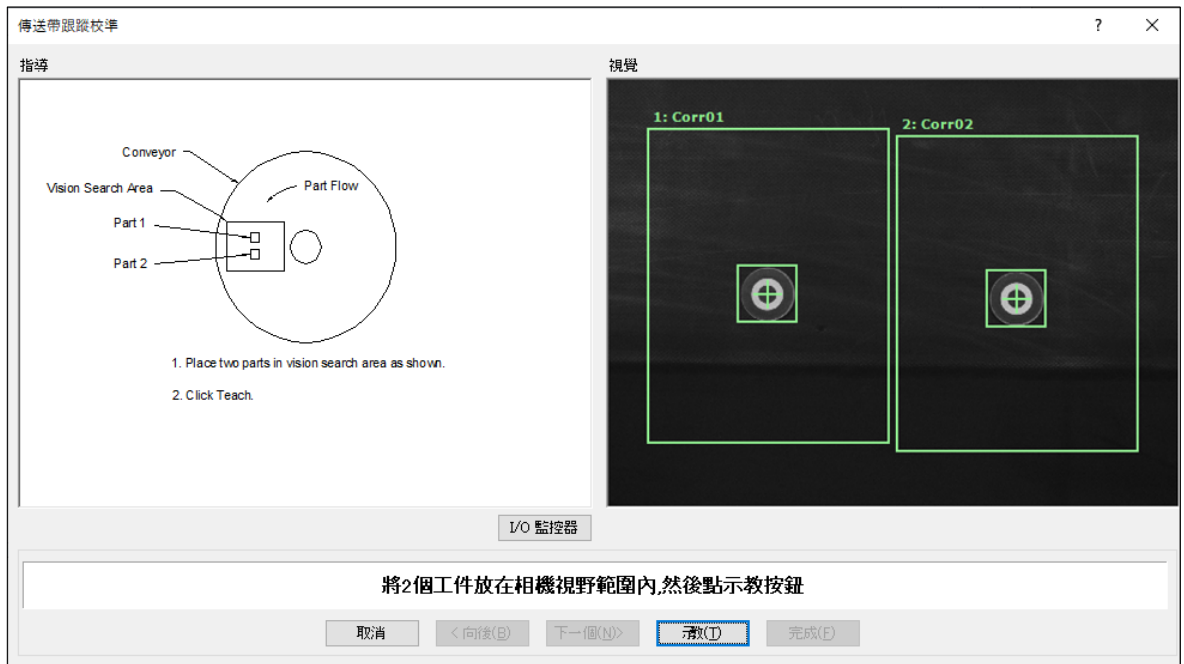 傳送帶跟蹤校準
?
指導
視覺
Conveyor
Vision Search Area
Part Flow
Part 1
Part 2
1. Place two parts in vision search area as shown.
2. Click Teach.
1: Corr01
2: Corr02
I/O 監控器
將2個工件放在相機視野範圍內,然後點示教按鈕
取消
< 向後(B)
下一個(N)>
示教(T)
完成(F)